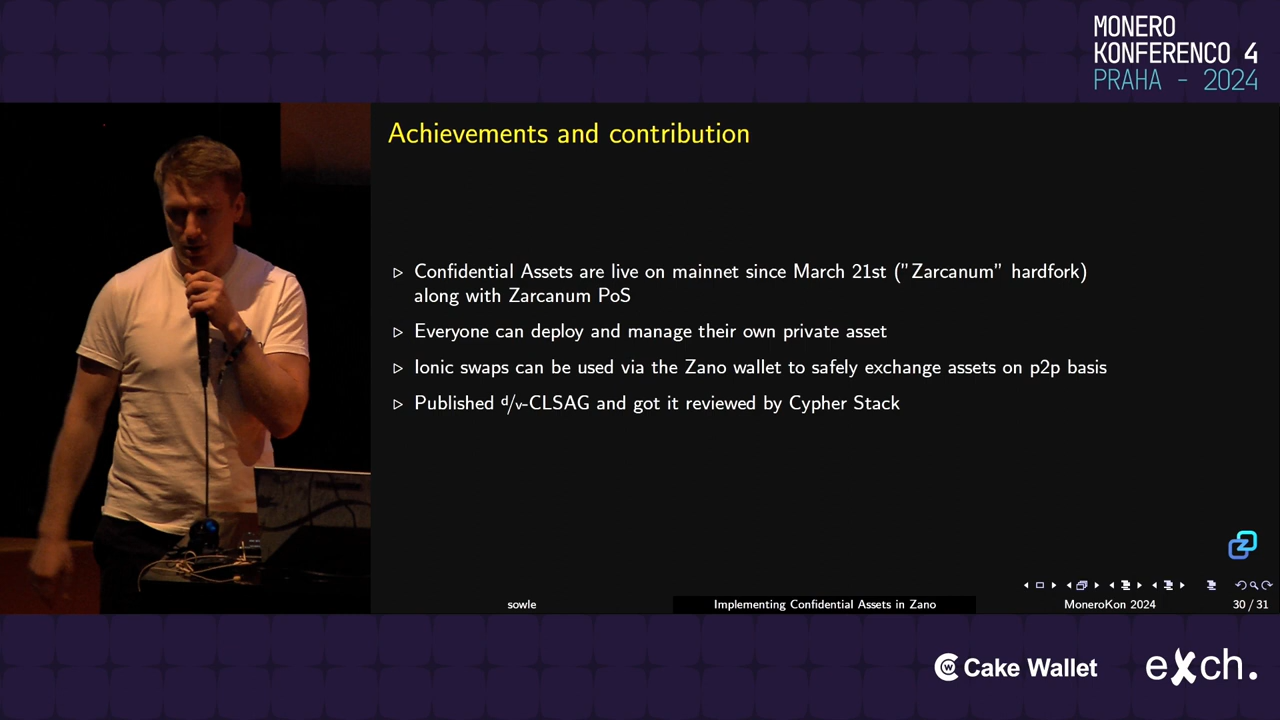 MONERO
KONFERENCO 4
PRAHA - 2024
Achievements and contribution
▷ Confidential Assets are live on mainnet since March 21st ("Zarcanum" hardfork)
along with Zarcanum PoS
▷ Everyone can deploy and manage their own private asset
▷ Ionic swaps can be used via the Zano wallet to safely exchange assets on p2p basis
▷ Published d/v-CLSAG and got it reviewed by Cypher Stack
sowle
Implementing Confidential Assets in Zano
MoneroKon 2024
30 / 31
Cake Wallet
eXch.